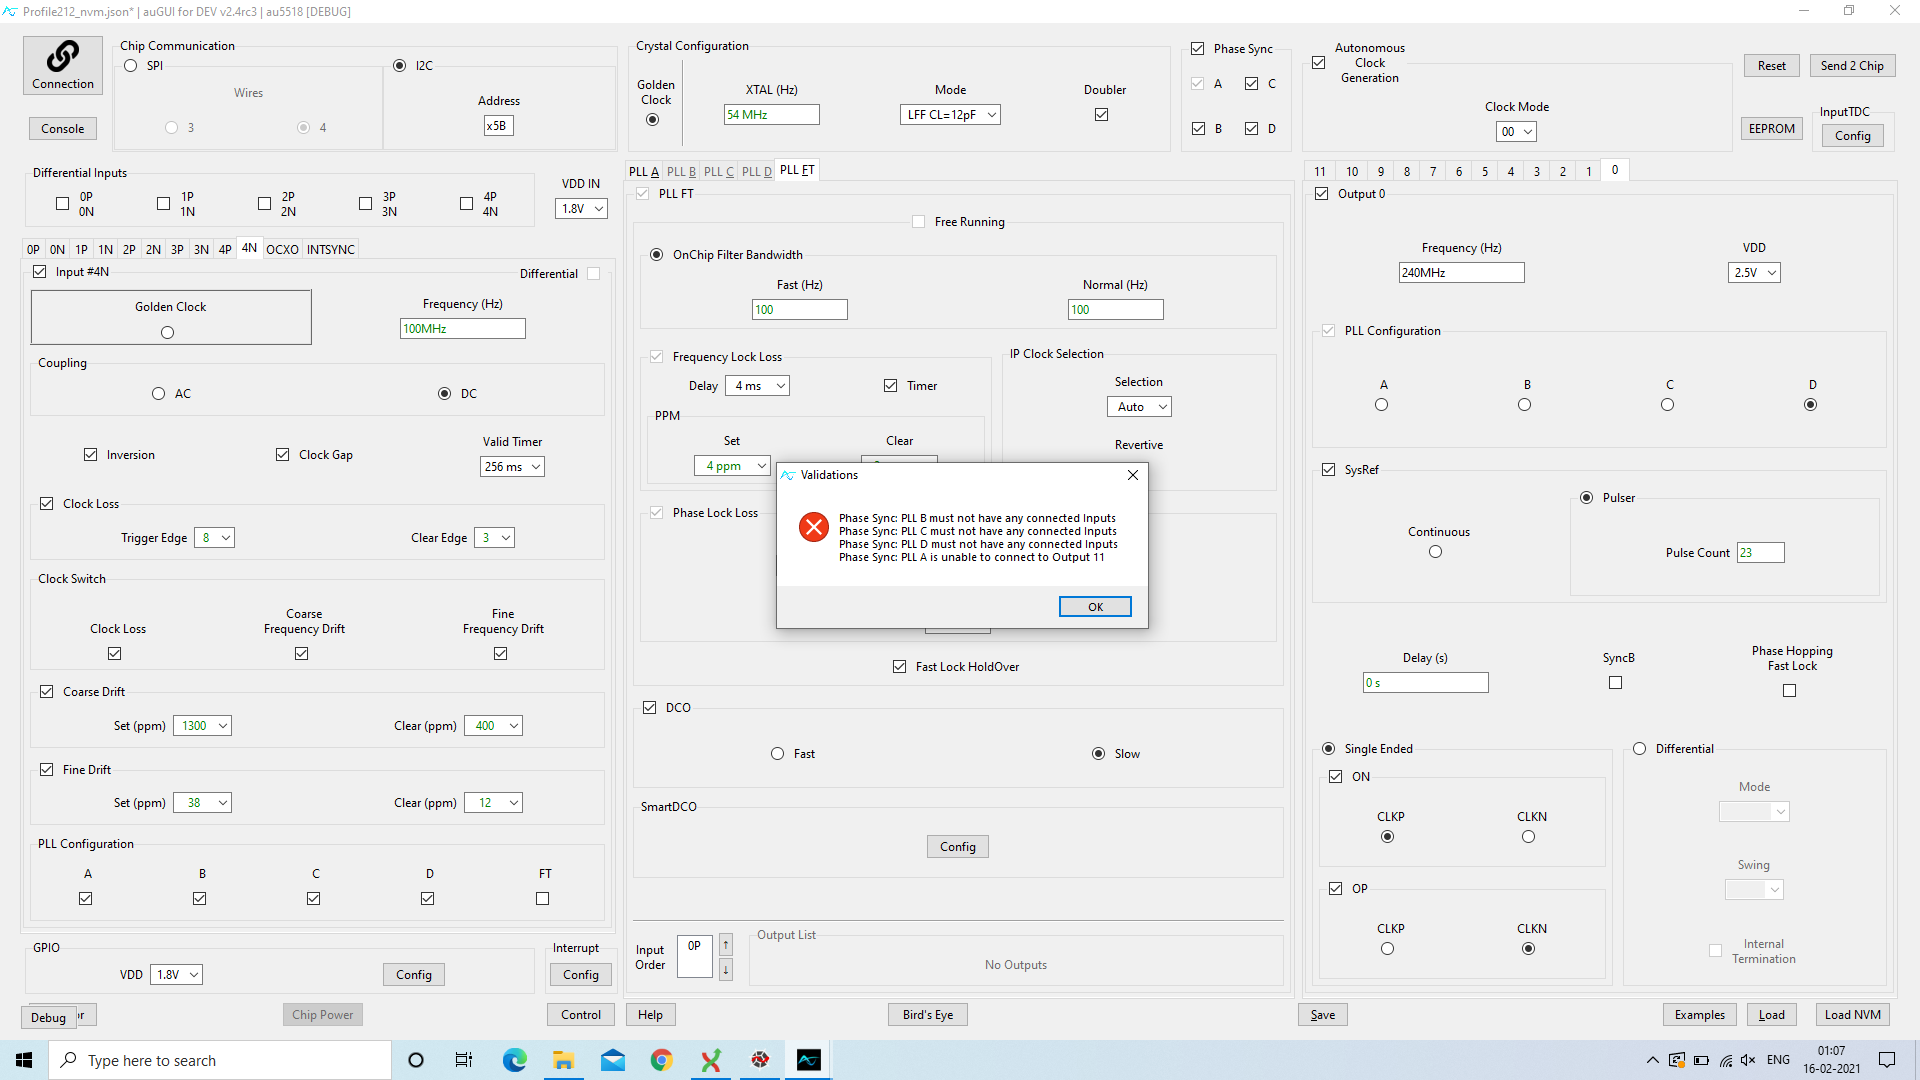 Profile212_nvm.json* | auGUI for DEV v2.4rc3 | au5518 [DEBUG]
Connection
Console
Chip Communication
SPI
Wires
3
4
I2C
Address
x5B
Crystal Configuration
Golden
Clock
XTAL (Hz)
54 MHz
Mode
LFF CL=12pF
Doubler
Phase Sync
A
C
B
D
Autonomous
Clock
Generation
Clock Mode
00
Reset
Send 2 Chip
EEPROM
InputTDC
Config
Differential Inputs
0P
0N
1P
1N
2P
2N
3P
3N
4P
4N
VDD IN
1.8V
0P 0N 1P 1N 2P 2N 3P 3N 4P 4N OCXO INTSYNC
Input #4N
Differential
Golden Clock
Frequency (Hz)
100MHz
Coupling
AC
DC
Inversion
Clock Gap
Valid Timer
256 ms
Clock Loss
Trigger Edge 8
Clear Edge 3
Clock Switch
Clock Loss
Coarse
Frequency Drift
Fine
Frequency Drift
Coarse Drift
Set (ppm) 1300
Clear (ppm) 400
Fine Drift
Set (ppm) 38
Clear (ppm) 12
PLL Configuration
A
B
C
D
FT
GPIO
VDD 1.8V
Config
Interrupt
Config
PLL A PLL B PLL C PLL D PLL FT
PLL FT
Free Running
OnChip Filter Bandwidth
Fast (Hz)
100
Normal (Hz)
100
Frequency Lock Loss
Delay 4 ms
Timer
PPM
Set
4 ppm
Clear
IP Clock Selection
Selection
Auto
Revertive
Phase Lock Loss
Validations
Phase Sync: PLL B must not have any connected Inputs
Phase Sync: PLL C must not have any connected Inputs
Phase Sync: PLL D must not have any connected Inputs
Phase Sync: PLL A is unable to connect to Output 11
OK
Fast Lock HoldOver
DCO
Fast
Slow
SmartDCO
Config
Input
Order
0P
↑
↓
Output List
No Outputs
11 10 9 8 7 6 5 4 3 2 1 0
Output 0
Frequency (Hz)
240MHz
VDD
2.5V
PLL Configuration
A
B
C
D
SysRef
Continuous
Pulser
Pulse Count 23
Delay (s)
0 s
SyncB
Phase Hopping
Fast Lock
Single Ended
ON
CLKP
CLKN
OP
CLKP
CLKN
Differential
Mode
Swing
Internal
Termination
Debug
r
Chip Power
Control
Help
Bird's Eye
Save
Examples
Load
Load NVM
Type here to search
ENG
01:07
16-02-2021